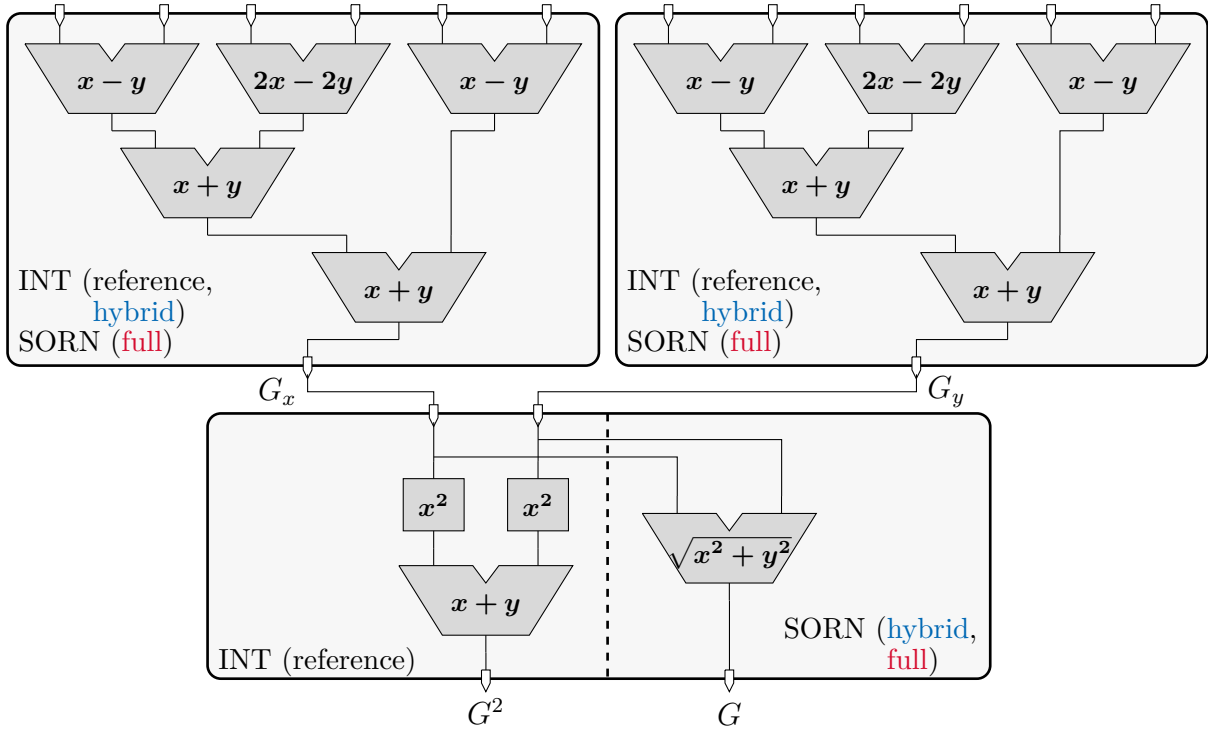 x − y
2x − 2y
x − y
x + y
x + y
INT (reference,
hybrid)
SORN (full)
x − y
2x − 2y
x − y
x + y
x + y
INT (reference,
hybrid)
SORN (full)
Gₓ
G_y
x²
x²
√x² + y²
x + y
INT (reference)
SORN (hybrid,
full)
G²
G